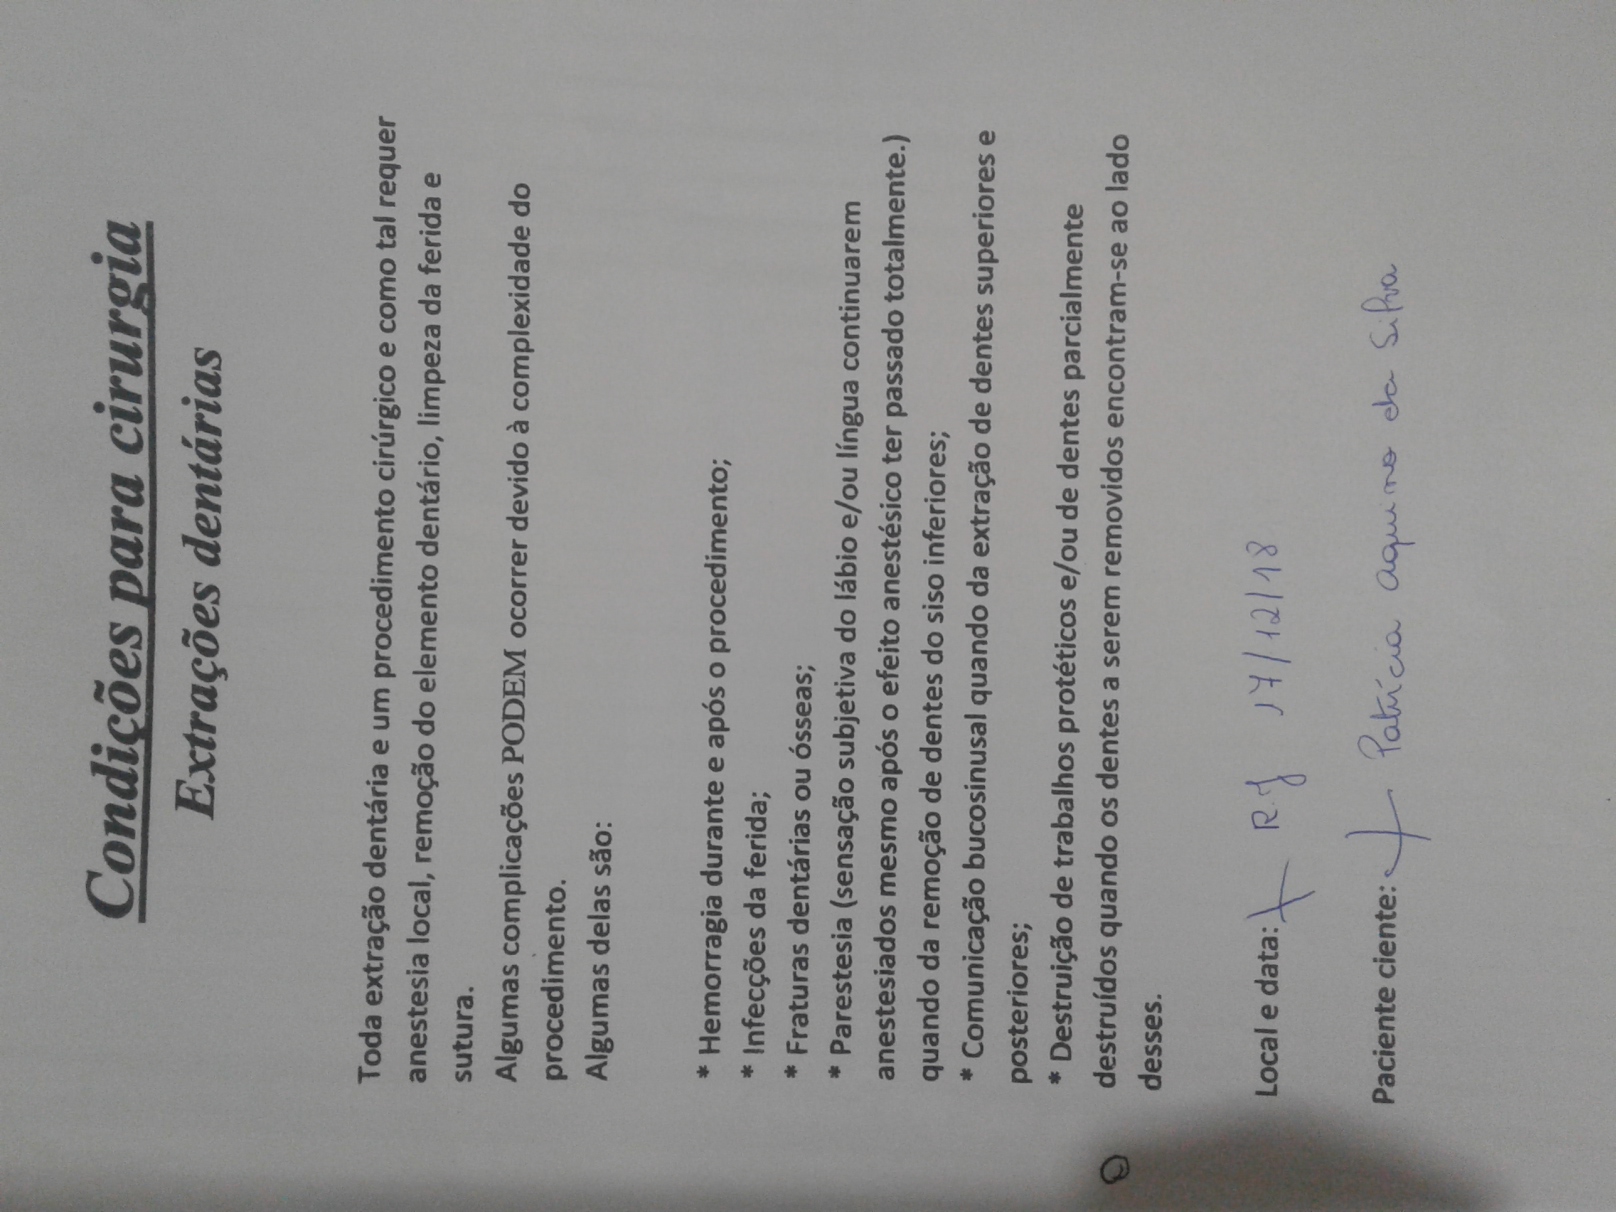 Condições para cirurgia
Extrações dentárias
Toda extração dentária e um procedimento cirúrgico e como tal requer
anestesia local, remoção do elemento dentário, limpeza da ferida e
sutura.
Algumas complicações PODEM ocorrer devido à complexidade do
procedimento.
Algumas delas são:
* Hemorragia durante e após o procedimento;
* Infecções da ferida;
* Fraturas dentárias ou ósseas;
* Parestesia (sensação subjetiva do lábio e/ou língua continuarem
anestesiados mesmo após o efeito anestésico ter passado totalmente.)
quando da remoção de dentes do siso inferiores;
* Comunicação bucosinusal quando da extração de dentes superiores e
posteriores;
* Destruição de trabalhos protéticos e/ou de dentes parcialmente
destruídos quando os dentes a serem removidos encontram-se ao lado
desses.
Local e data: R.J 17/12/18
Paciente ciente: Patrícia aquino da Silva